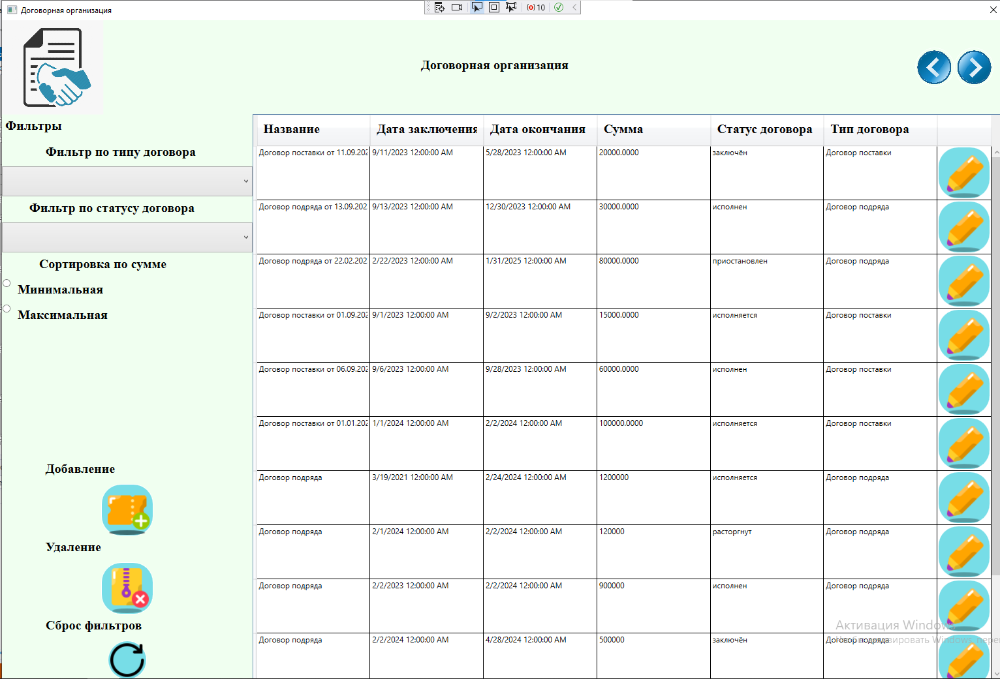 Договорная организация
10
Договорная организация
Фильтры
Фильтр по типу договора
Фильтр по статусу договора
Сортировка по сумме
Минимальная
Максимальная
Добавление
Удаление
Сброс фильтров
Название Дата заключения Дата окончания Сумма Статус договора Тип договора
Договор поставки от 11.09.202 9/11/2023 12:00:00 AM 5/28/2023 12:00:00 AM 20000.0000 заключён Договор поставки
Договор подряда от 13.09.202 9/13/2023 12:00:00 AM 12/30/2023 12:00:00 AM 30000.0000 исполнен Договор подряда
Договор подряда от 22.02.202 2/22/2023 12:00:00 AM 1/31/2025 12:00:00 AM 80000.0000 приостановлен Договор подряда
Договор поставки от 01.09.202 9/1/2023 12:00:00 AM 9/2/2023 12:00:00 AM 15000.0000 исполняется Договор поставки
Договор поставки от 06.09.202 9/6/2023 12:00:00 AM 9/28/2023 12:00:00 AM 60000.0000 исполнен Договор поставки
Договор поставки от 01.01.202 1/1/2024 12:00:00 AM 2/2/2024 12:00:00 AM 100000.0000 исполняется Договор поставки
Договор подряда 3/19/2021 12:00:00 AM 2/24/2024 12:00:00 AM 1200000 исполняется Договор подряда
Договор подряда 2/1/2024 12:00:00 AM 2/2/2024 12:00:00 AM 120000 расторгнут Договор подряда
Договор подряда 2/2/2023 12:00:00 AM 2/2/2024 12:00:00 AM 900000 исполнен Договор подряда
Договор подряда 2/2/2024 12:00:00 AM 4/28/2024 12:00:00 AM 500000 заключён Договор подряда
Активация Windows
Чтобы активировать Windows, пере